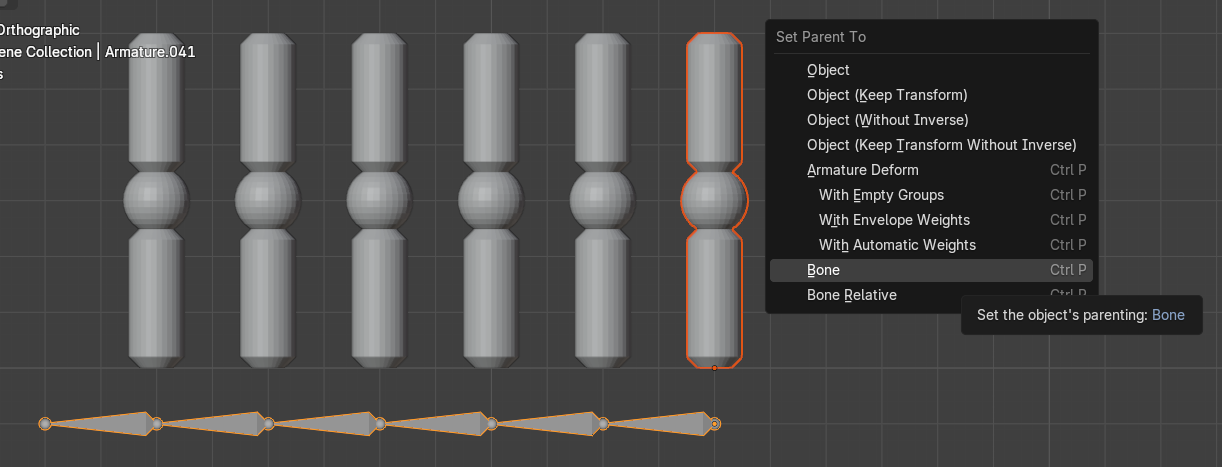 Orthographic
ene Collection | Armature.041
s
Set Parent To
Object
Object (Keep Transform)
Object (Without Inverse)
Object (Keep Transform Without Inverse)
Armature Deform Ctrl P
With Empty Groups Ctrl P
With Envelope Weights Ctrl P
With Automatic Weights Ctrl P
Bone Ctrl P
Bone Relative Ctrl P
Set the object's parenting: Bone